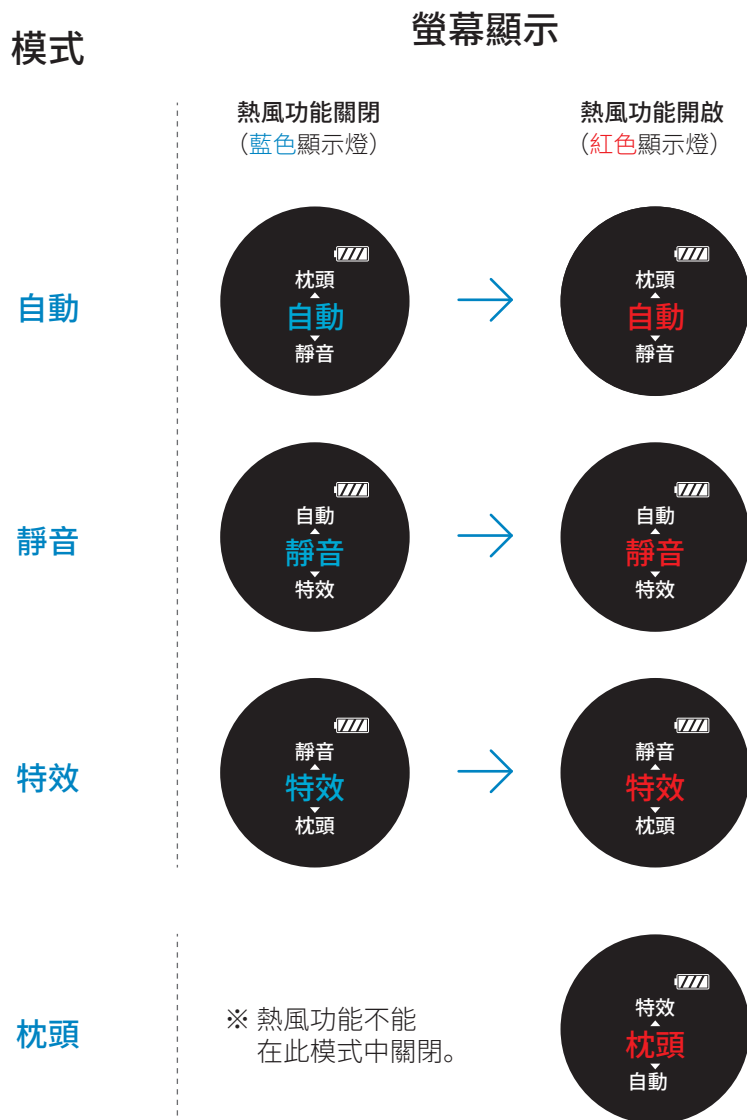 模式
螢幕顯示
熱風功能關閉
（藍色顯示燈）
熱風功能開啟
（紅色顯示燈）
自動
枕頭
自動
靜音
枕頭
自動
靜音
靜音
自動
靜音
特效
自動
靜音
特效
特效
靜音
特效
枕頭
靜音
特效
枕頭
枕頭
※ 熱風功能不能
在此模式中關閉。
特效
枕頭
自動